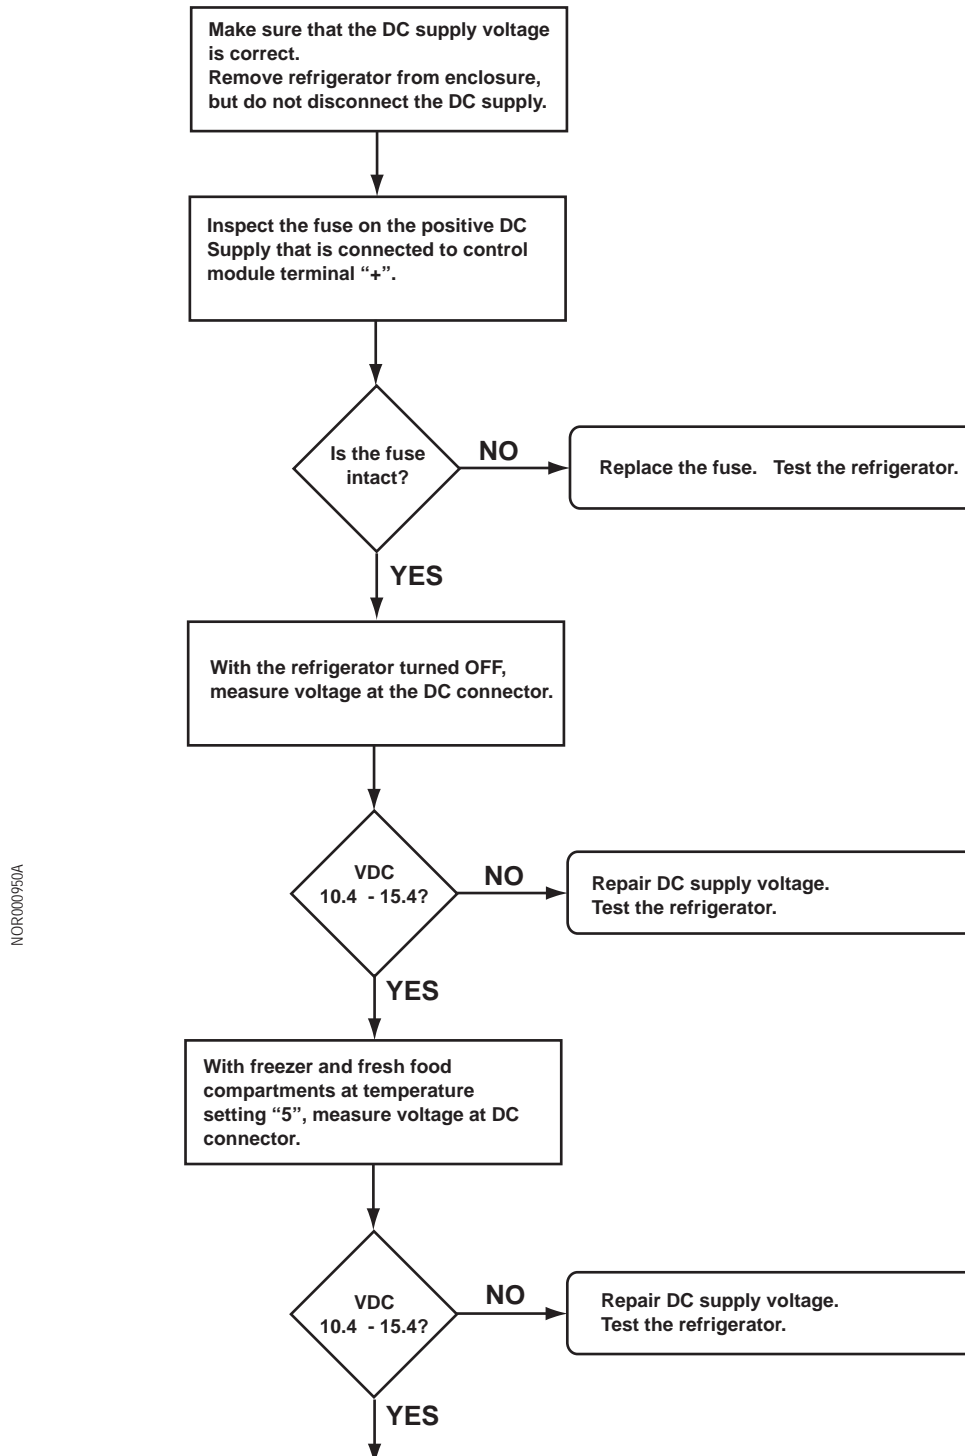 Make sure that the DC supply voltage
is correct.
Remove refrigerator from enclosure,
but do not disconnect the DC supply.
Inspect the fuse on the positive DC
Supply that is connected to control
module terminal “+”.
Is the fuse
intact?
NO
Replace the fuse. Test the refrigerator.
YES
With the refrigerator turned OFF,
measure voltage at the DC connector.
VDC
10.4 - 15.4?
NO
Repair DC supply voltage.
Test the refrigerator.
YES
With freezer and fresh food
compartments at temperature
setting “5”, measure voltage at DC
connector.
VDC
10.4 - 15.4?
NO
Repair DC supply voltage.
Test the refrigerator.
YES
NOR000950A